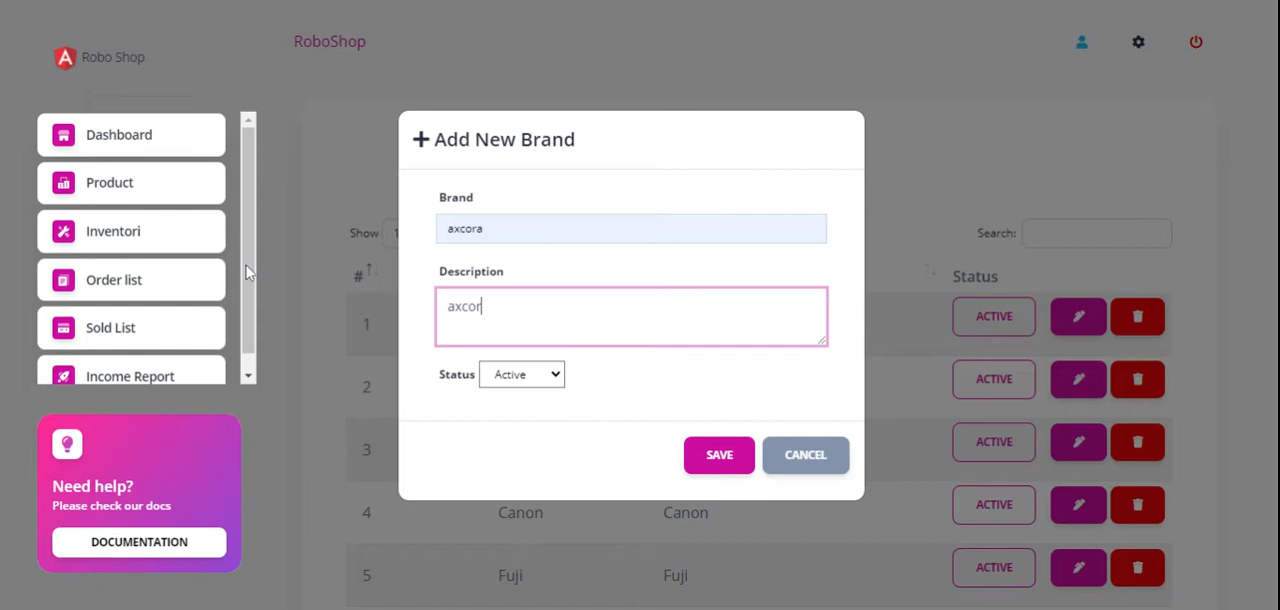 RoboShop
Robo Shop
Dashboard
Product
Inventori
Order list
Sold List
Income Report
Need help?
Please check our docs
DOCUMENTATION
Add New Brand
Brand
axcora
Description
axcor
Status Active
SAVE CANCEL
Show 1 Search:
# Status
1 ACTIVE
2 ACTIVE
3 ACTIVE
4 Canon Canon ACTIVE
5 Fuji Fuji ACTIVE